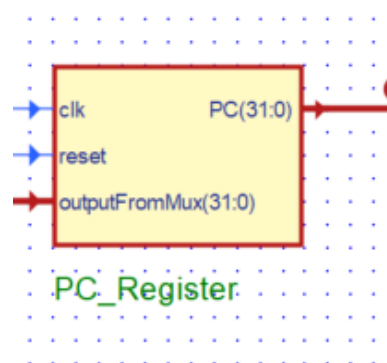 clk PC(31:0)
reset
outputFromMux(31:0)
PC_Register